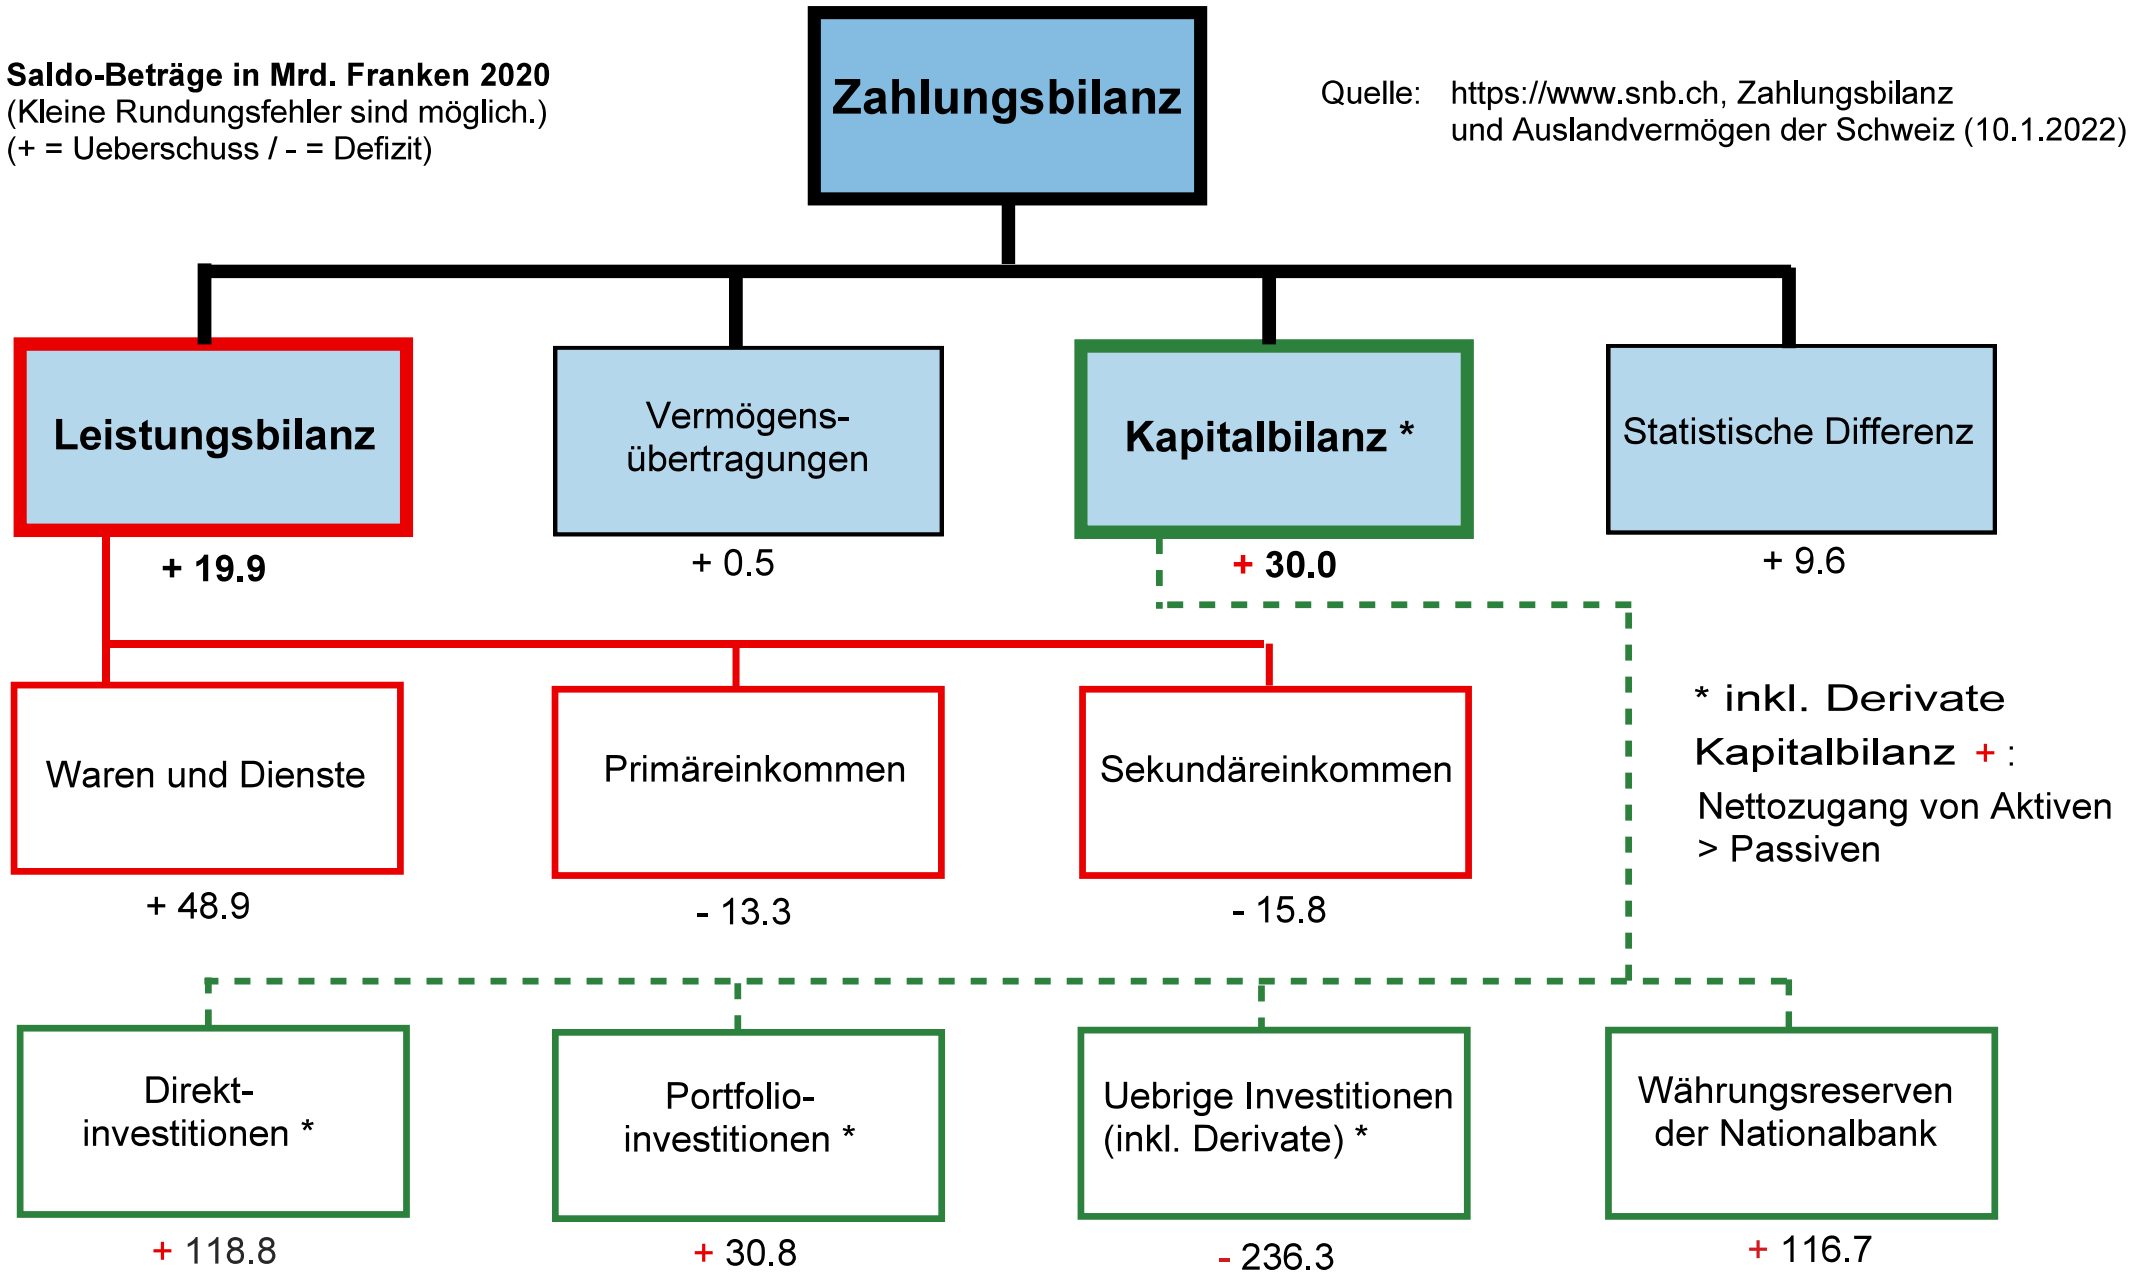 Saldo-Beträge in Mrd. Franken 2020
(Kleine Rundungsfehler sind möglich.)
(+ = Ueberschuss / - = Defizit)
Zahlungsbilanz
Quelle: https://www.snb.ch, Zahlungsbilanz
und Auslandvermögen der Schweiz (10.1.2022)
Leistungsbilanz
+ 19.9
Vermögens-
übertragungen
+ 0.5
Kapitalbilanz *
+ 30.0
Statistische Differenz
+ 9.6
Waren und Dienste
+ 48.9
Primäreinkommen
- 13.3
Sekundäreinkommen
- 15.8
* inkl. Derivate
Kapitalbilanz + :
Nettozugang von Aktiven
> Passiven
Direkt-
investitionen *
+ 118.8
Portfolio-
investitionen *
+ 30.8
Uebrige Investitionen
(inkl. Derivate) *
- 236.3
Währungsreserven
der Nationalbank
+ 116.7